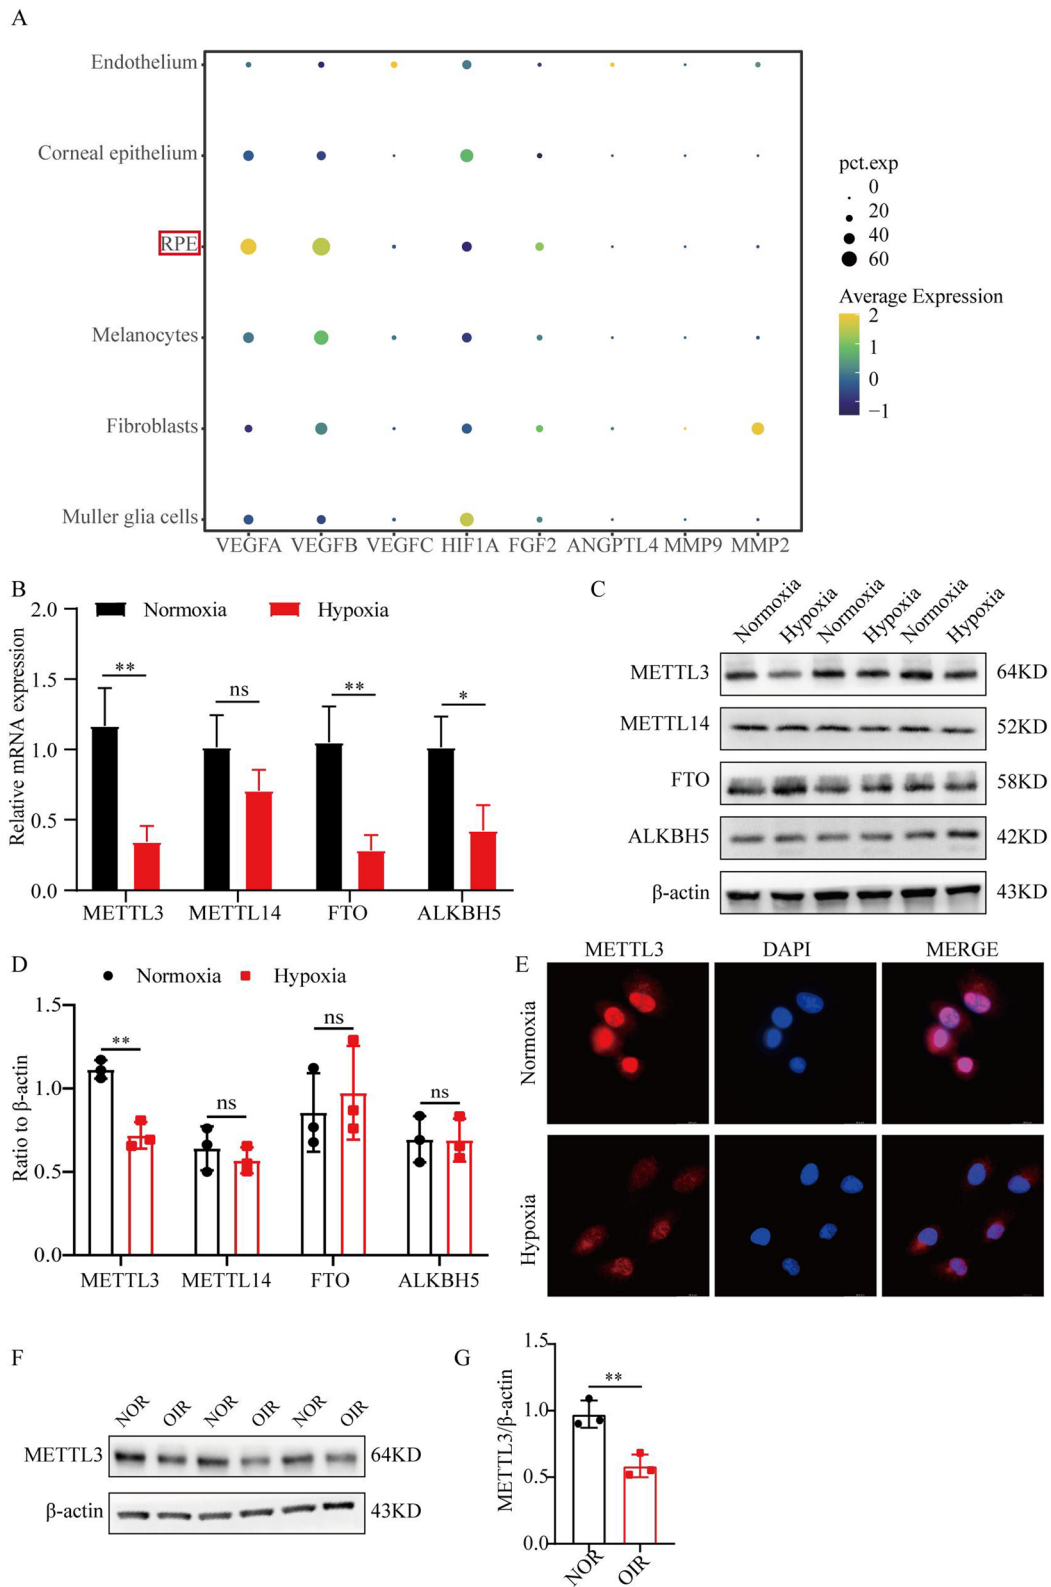 A
Endothelium
Corneal epithelium
RPE
Melanocytes
Fibroblasts
Muller glia cells
VEGFA VEGFB VEGFC HIF1A FGF2 ANGPTL4 MMP9 MMP2
pct.exp
0
20
40
60
Average Expression
2
1
0
−1
B
Normoxia Hypoxia
Relative mRNA expression
2.0
1.5
1.0
0.5
0.0
** ns ** *
METTL3 METTL14 FTO ALKBH5
C
Normoxia Hypoxia Normoxia Hypoxia Normoxia Hypoxia
METTL3 64KD
METTL14 52KD
FTO 58KD
ALKBH5 42KD
β-actin 43KD
D
Normoxia Hypoxia
Ratio to β-actin
1.5
1.0
0.5
0.0
** ns ns ns
METTL3 METTL14 FTO ALKBH5
E
METTL3 DAPI MERGE
Normoxia
Hypoxia
F
NOR OIR NOR OIR NOR OIR
METTL3 64KD
β-actin 43KD
G
METTL3/β-actin
1.5
1.0
0.5
0.0
**
NOR OIR